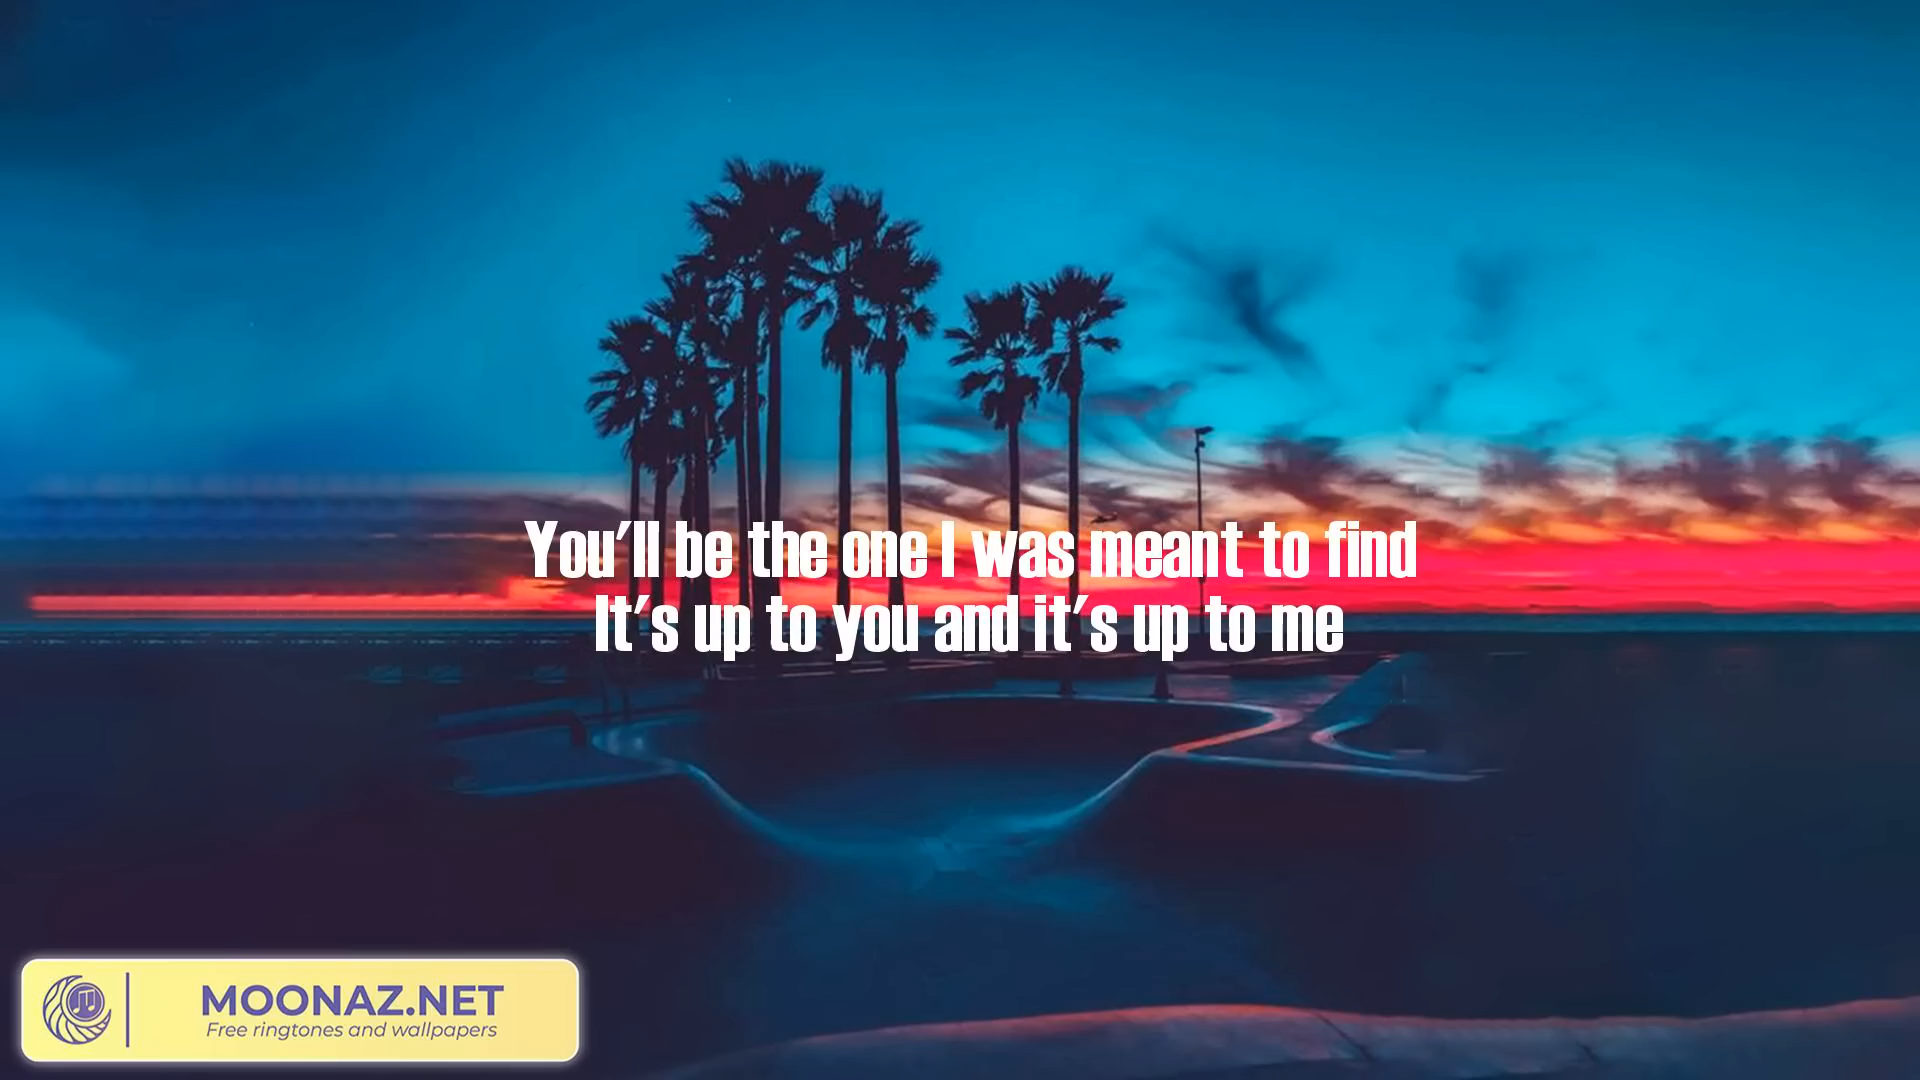 You'll be the one I was meant to find
It's up to you and it's up to me
MOONAZ.NET
Free ringtones and wallpapers